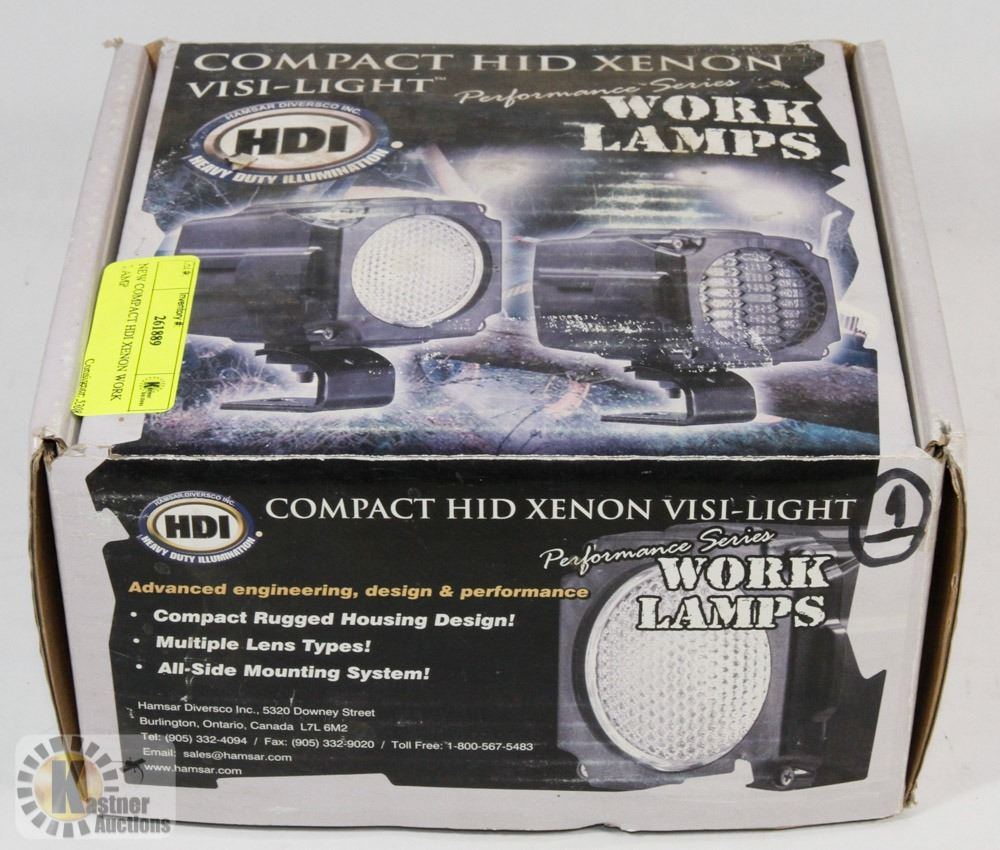 COMPACT HID XENON
VISI-LIGHT™
Performance Series
WORK
LAMPS
HAMSAR DIVERSCO INC.
HDI
HEAVY DUTY ILLUMINATION
Inventory #
261889
NEW COMPACT HDI XENON WORK
LAMP
Consignor:
HAMSAR DIVERSCO INC.
HDI
HEAVY DUTY ILLUMINATION
COMPACT HID XENON VISI-LIGHT
Performance Series
WORK
LAMPS
1
Advanced engineering, design & performance
• Compact Rugged Housing Design!
• Multiple Lens Types!
• All-Side Mounting System!
Hamsar Diversco Inc., 5320 Downey Street
Burlington, Ontario, Canada L7L 6M2
Tel: (905) 332-4094 / Fax: (905) 332-9020 / Toll Free: 1-800-567-5483
Email: sales@hamsar.com
www.hamsar.com
Kastner
Auctions